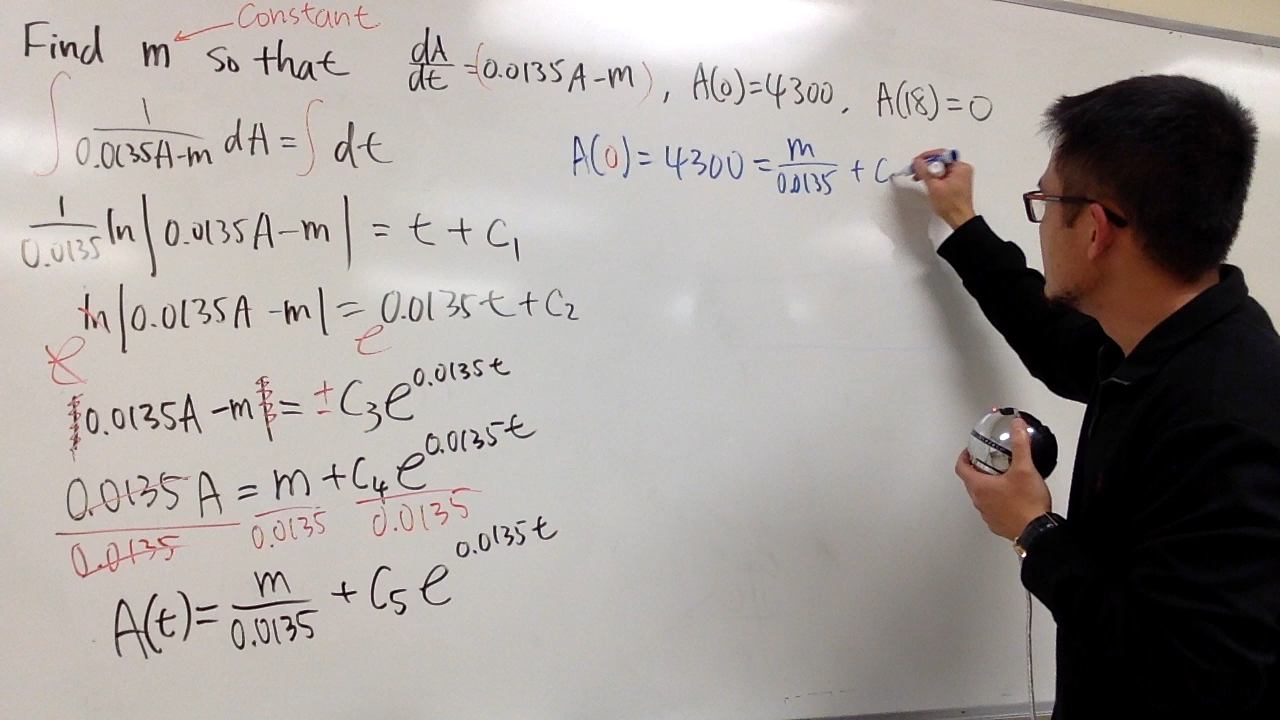 Constant
Find m so that dA/dt = (0.0135A - m), A(0)=4300, A(18)=0
∫ 1/(0.0135A-m) dA = ∫ dt
1/0.0135 ln|0.0135A-m| = t + C₁
ln|0.0135A-m| = 0.0135t + C₂
e e
|0.0135A-m| = ± C₃e^0.0135t
0.0135A = m + C₄e^0.0135t
0.0135 0.0135 0.0135
A(t) = m/0.0135 + C₅e^0.0135t
A(0) = 4300 = m/0.0135 + C